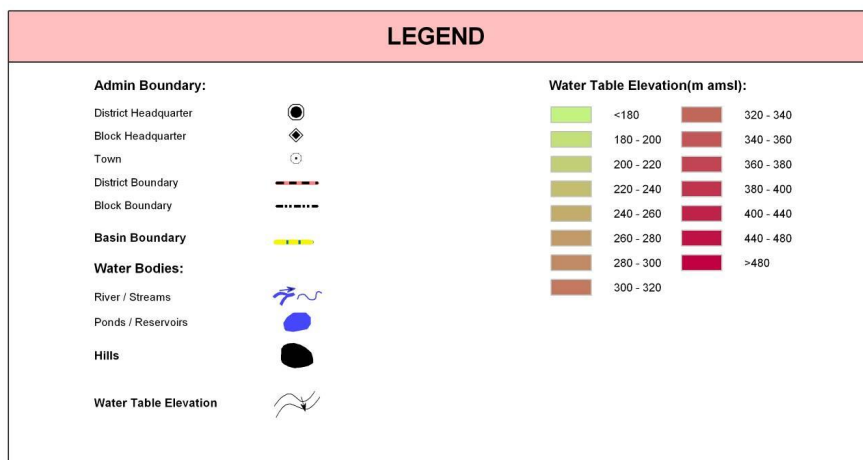 LEGEND
Admin Boundary:
District Headquarter
Block Headquarter
Town
District Boundary
Block Boundary
Basin Boundary
Water Bodies:
River / Streams
Ponds / Reservoirs
Hills
Water Table Elevation
Water Table Elevation(m amsl):
<180
180 - 200
200 - 220
220 - 240
240 - 260
260 - 280
280 - 300
300 - 320
320 - 340
340 - 360
360 - 380
380 - 400
400 - 440
440 - 480
>480